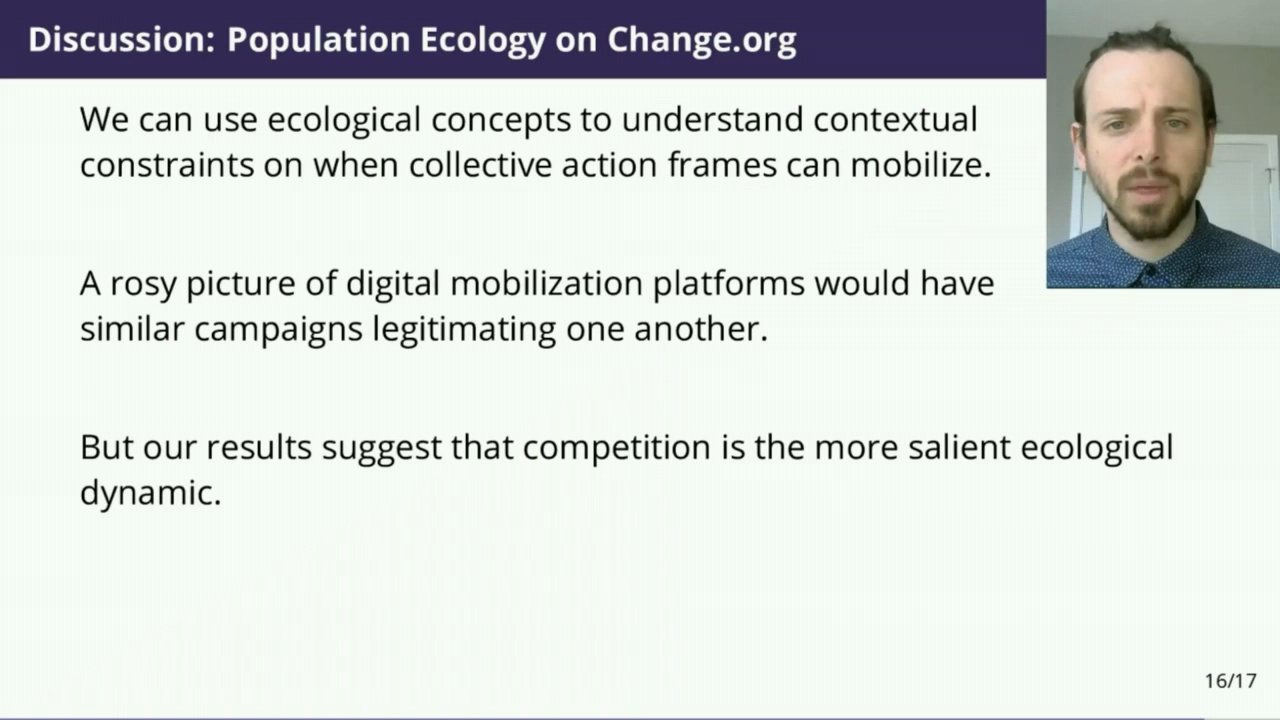 Discussion: Population Ecology on Change.org
We can use ecological concepts to understand contextual
constraints on when collective action frames can mobilize.
A rosy picture of digital mobilization platforms would have
similar campaigns legitimating one another.
But our results suggest that competition is the more salient ecological
dynamic.
16/17